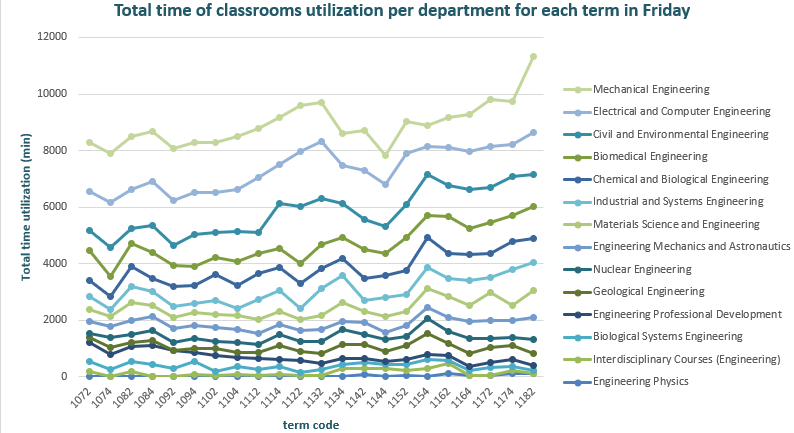 Total time of classrooms utilization per department for each term in Friday
Total time utilization (min)
12000
10000
8000
6000
4000
2000
0
1072
1074
1082
1084
1092
1094
1102
1104
1112
1114
1122
1132
1134
1142
1144
1152
1154
1162
1164
1172
1174
1182
term code
Mechanical Engineering
Electrical and Computer Engineering
Civil and Environmental Engineering
Biomedical Engineering
Chemical and Biological Engineering
Industrial and Systems Engineering
Materials Science and Engineering
Engineering Mechanics and Astronautics
Nuclear Engineering
Geological Engineering
Engineering Professional Development
Biological Systems Engineering
Interdisciplinary Courses (Engineering)
Engineering Physics